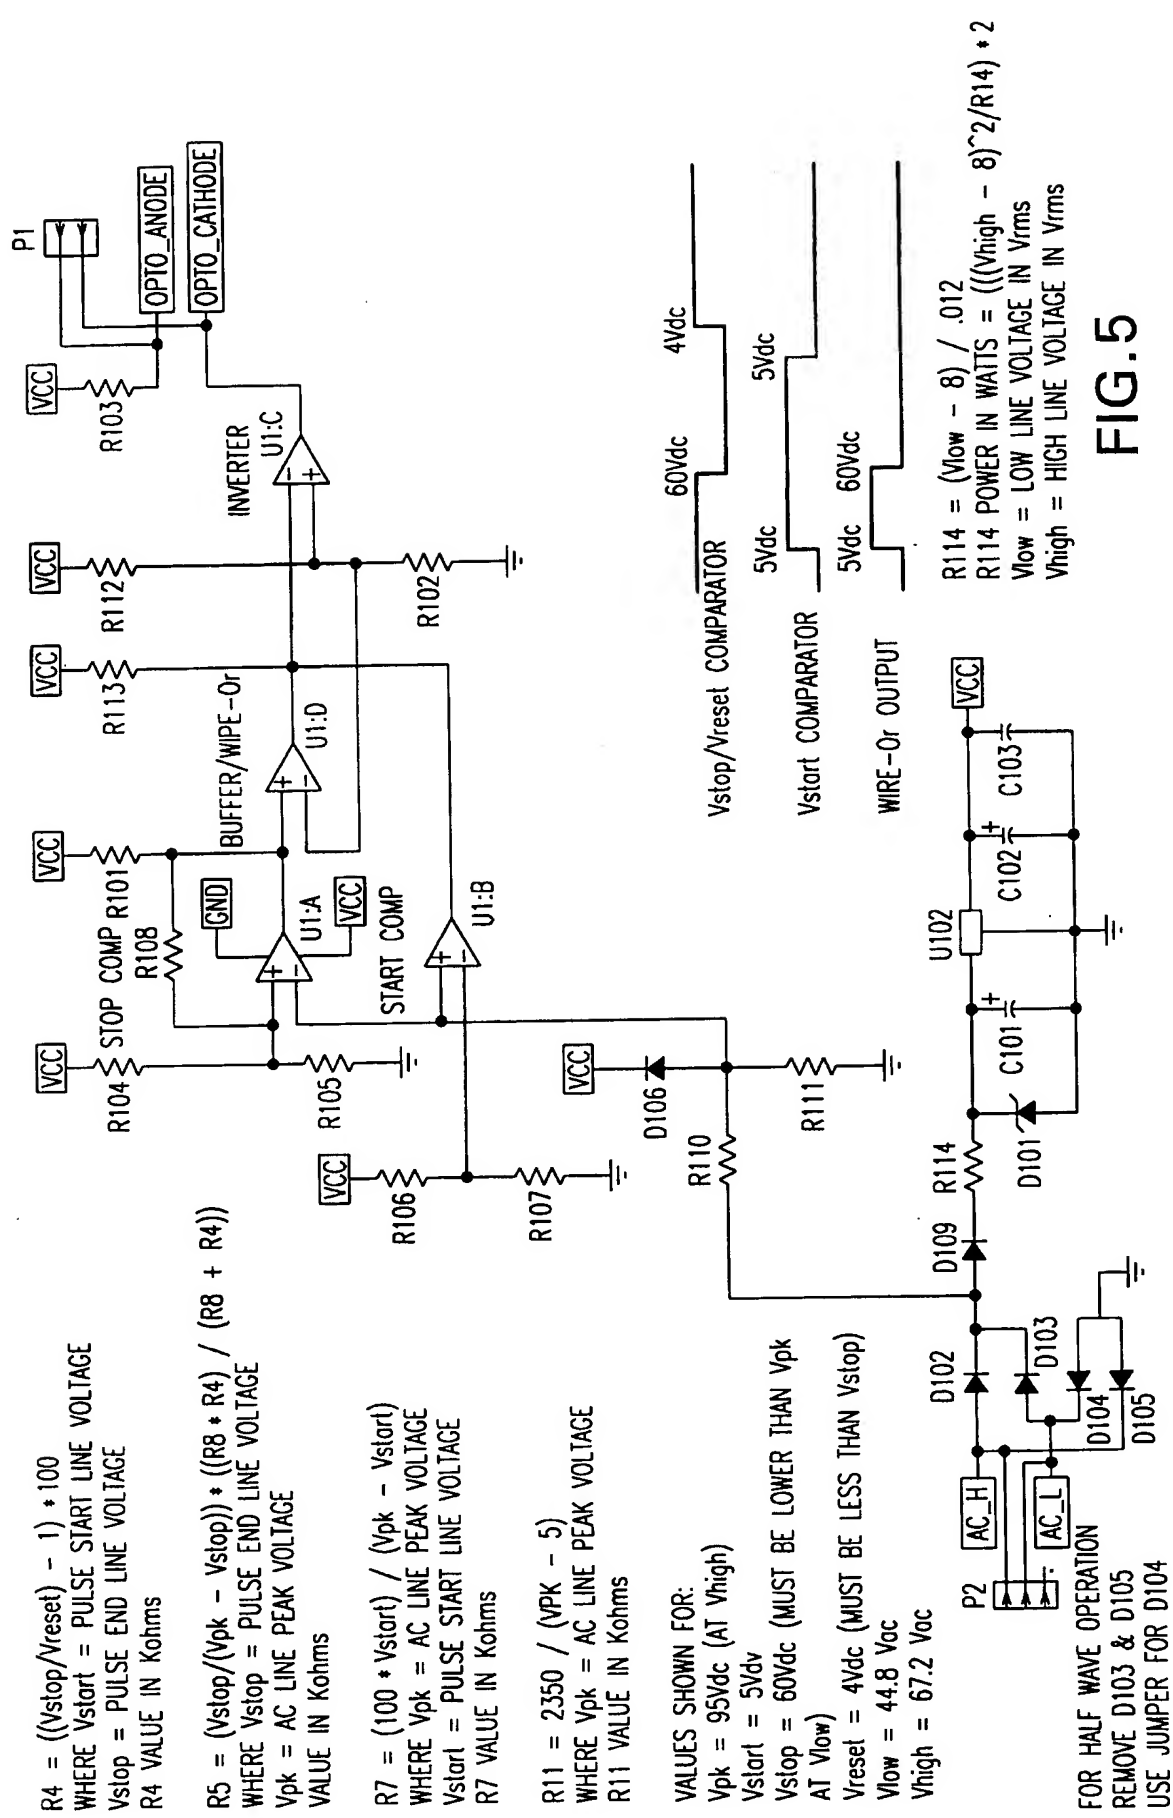 R4 = ((Vstop/Vreset) - 1) * 100
WHERE Vstart = PULSE START LINE VOLTAGE
Vstop = PULSE END LINE VOLTAGE
R4 VALUE IN Kohms
R5 = (Vstop/(Vpk - Vstop)) * ((R8 * R4) / (R8 + R4))
WHERE Vstop = PULSE END LINE VOLTAGE
Vpk = AC LINE PEAK VOLTAGE
VALUE IN Kohms
R7 = (100 * Vstart) / (Vpk - Vstart)
WHERE Vpk = AC LINE PEAK VOLTAGE
Vstart = PULSE START LINE VOLTAGE
R7 VALUE IN Kohms
R11 = 2350 / (VPK - 5)
WHERE Vpk = AC LINE PEAK VOLTAGE
R11 VALUE IN Kohms
VALUES SHOWN FOR:
Vpk = 95Vdc (AT Vhigh)
Vstart = 5Vdv
Vstop = 60Vdc (MUST BE LOWER THAN Vpk
AT Vlow)
Vreset = 4Vdc (MUST BE LESS THAN Vstop)
Vlow = 44.8 Vac
Vhigh = 67.2 Vac
FOR HALF WAVE OPERATION
REMOVE D103 & D105
USE JUMPER FOR D104
VCC
R104
STOP COMP
R108
R105
VCC
R101
GND
U1:A
VCC
START COMP
U1:B
VCC
R106
R107
BUFFER/WIPE-Or
U1:D
VCC
R113
VCC
R112
R102
INVERTER
U1:C
VCC
R103
P1
OPTO_ANODE
OPTO_CATHODE
VCC
D106
R110
R111
P2
AC_H
AC_L
D102
D103
D104
D105
D109
R114
D101
C101
+
U102
C102
+
C103
VCC
Vstop/Vreset COMPARATOR
60Vdc
4Vdc
Vstart COMPARATOR
5Vdc
5Vdc
WIRE-Or OUTPUT
5Vdc
60Vdc
R114 = (Vlow - 8) / .012
R114 POWER IN WATTS = (((Vhigh - 8)^2/R14) * 2
Vlow = LOW LINE VOLTAGE IN Vrms
Vhigh = HIGH LINE VOLTAGE IN Vrms
FIG.5